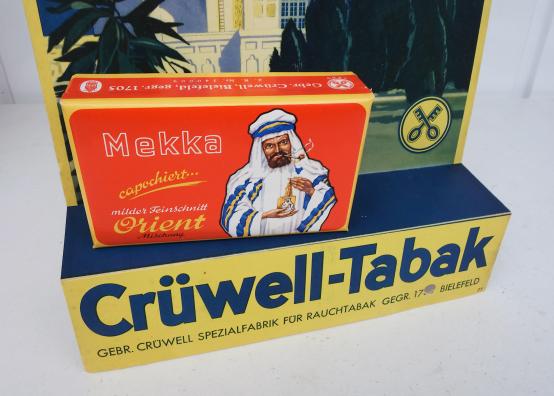 Gebr. Crüwell, Bielefeld, gegr. 1705
Mekka
capochiert...
milder Feinschnitt
Orient
Mischung
Crüwell-Tabak
GEBR. CRÜWELL SPEZIALFABRIK FÜR RAUCHTABAK GEGR. BIELEFELD